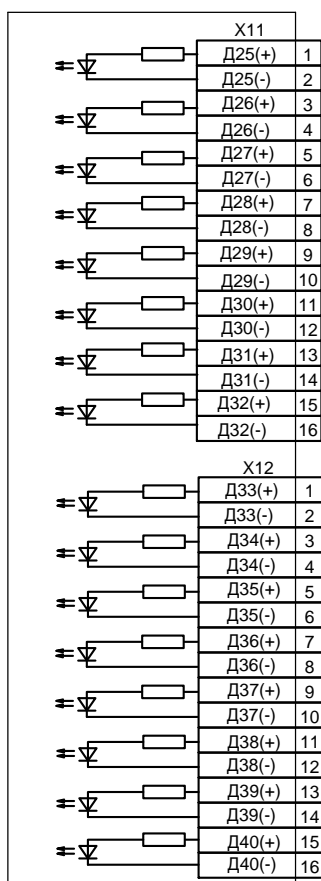 X11
Д25(+) 1
Д25(-) 2
Д26(+) 3
Д26(-) 4
Д27(+) 5
Д27(-) 6
Д28(+) 7
Д28(-) 8
Д29(+) 9
Д29(-) 10
Д30(+) 11
Д30(-) 12
Д31(+) 13
Д31(-) 14
Д32(+) 15
Д32(-) 16
X12
Д33(+) 1
Д33(-) 2
Д34(+) 3
Д34(-) 4
Д35(+) 5
Д35(-) 6
Д36(+) 7
Д36(-) 8
Д37(+) 9
Д37(-) 10
Д38(+) 11
Д38(-) 12
Д39(+) 13
Д39(-) 14
Д40(+) 15
Д40(-) 16